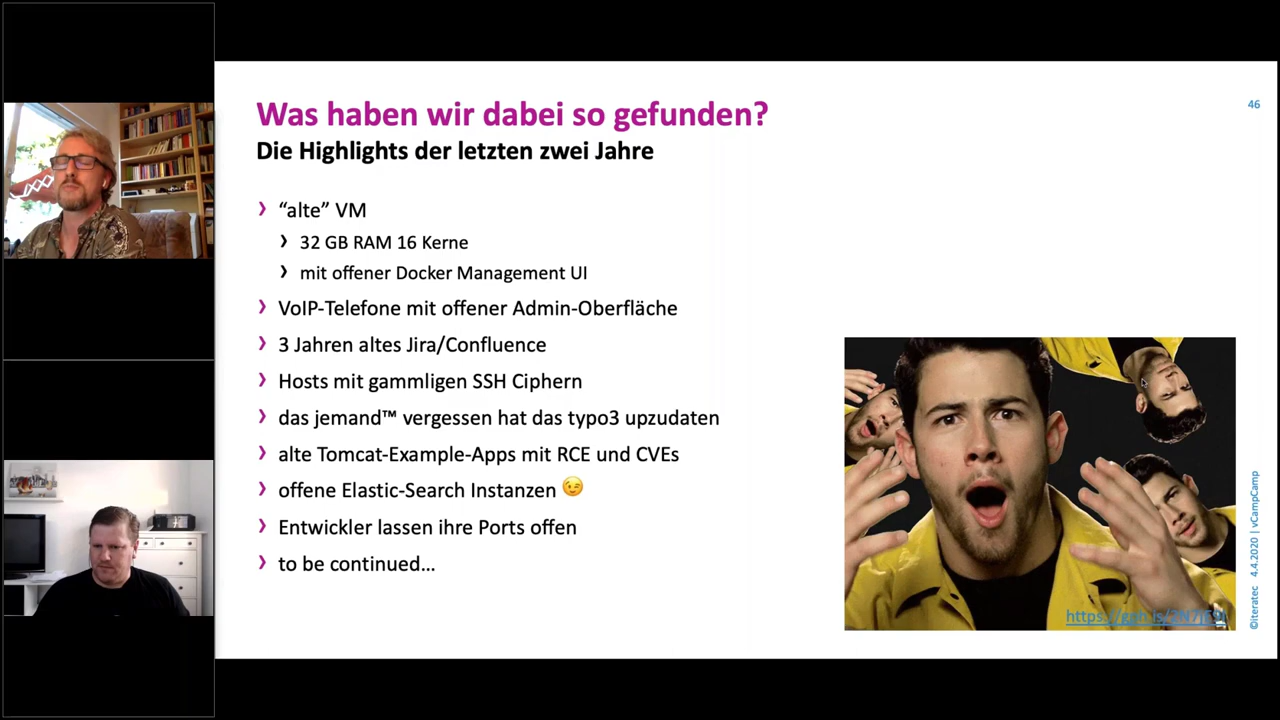 Was haben wir dabei so gefunden?
46
Die Highlights der letzten zwei Jahre
“alte” VM
32 GB RAM 16 Kerne
mit offener Docker Management UI
VoIP-Telefone mit offener Admin-Oberfläche
3 Jahren altes Jira/Confluence
Hosts mit gammligen SSH Ciphern
das jemand™ vergessen hat das typo3 upzudaten
alte Tomcat-Example-Apps mit RCE und CVEs
offene Elastic-Search Instanzen 😉
Entwickler lassen ihre Ports offen
to be continued…
©iteratec 4.4.2020 | vCampCamp